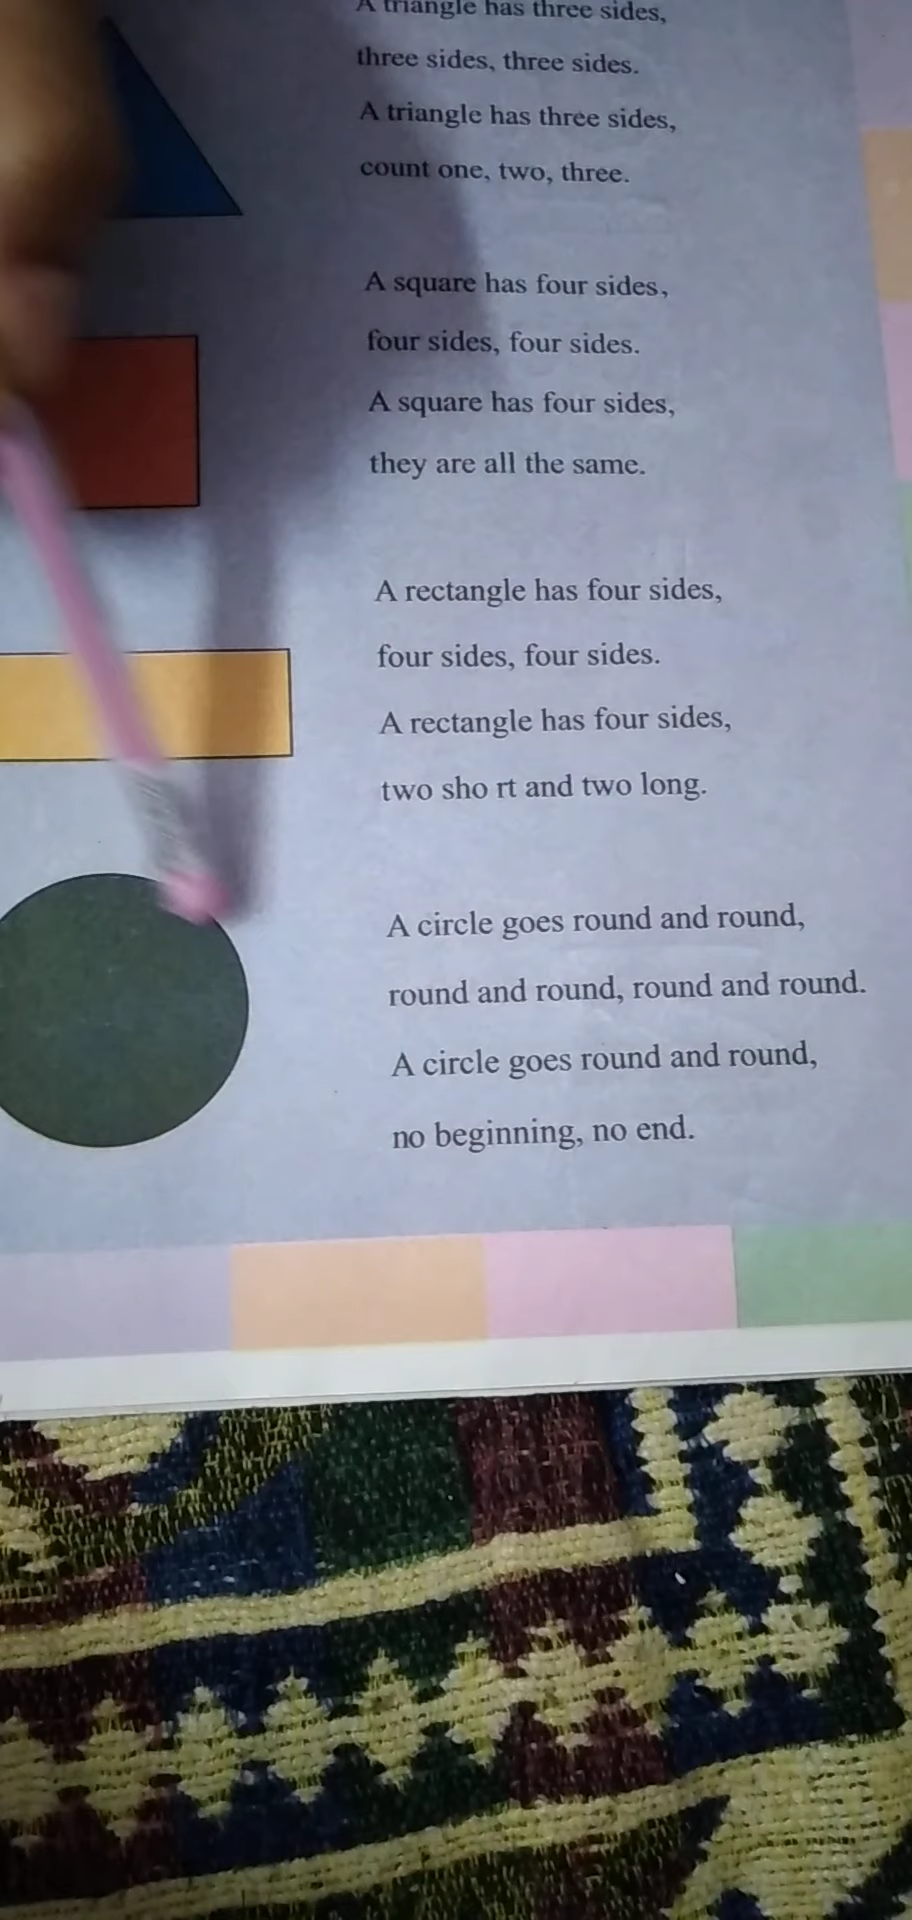 A triangle has three sides,
three sides, three sides.
A triangle has three sides,
count one, two, three.
A square has four sides,
four sides, four sides.
A square has four sides,
they are all the same.
A rectangle has four sides,
four sides, four sides.
A rectangle has four sides,
two sho rt and two long.
A circle goes round and round,
round and round, round and round.
A circle goes round and round,
no beginning, no end.